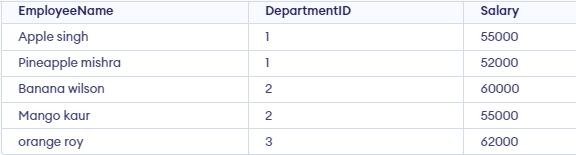 EmployeeName DepartmentID Salary
Apple singh 1 55000
Pineapple mishra 1 52000
Banana wilson 2 60000
Mango kaur 2 55000
orange roy 3 62000